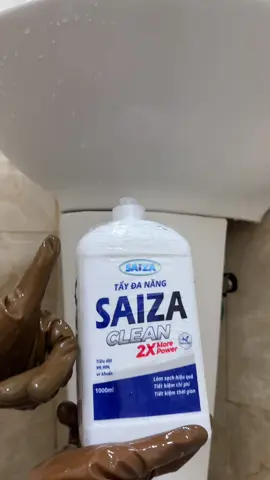 SAIZA
TẨY ĐA NĂNG
SAIZA
CLEAN
2X More
Power
Tiêu diệt
99,99%
vi khuẩn
1000ml
Làm sạch hiệu quả
Tiết kiệm chi phí
Tiết kiệm thời gian